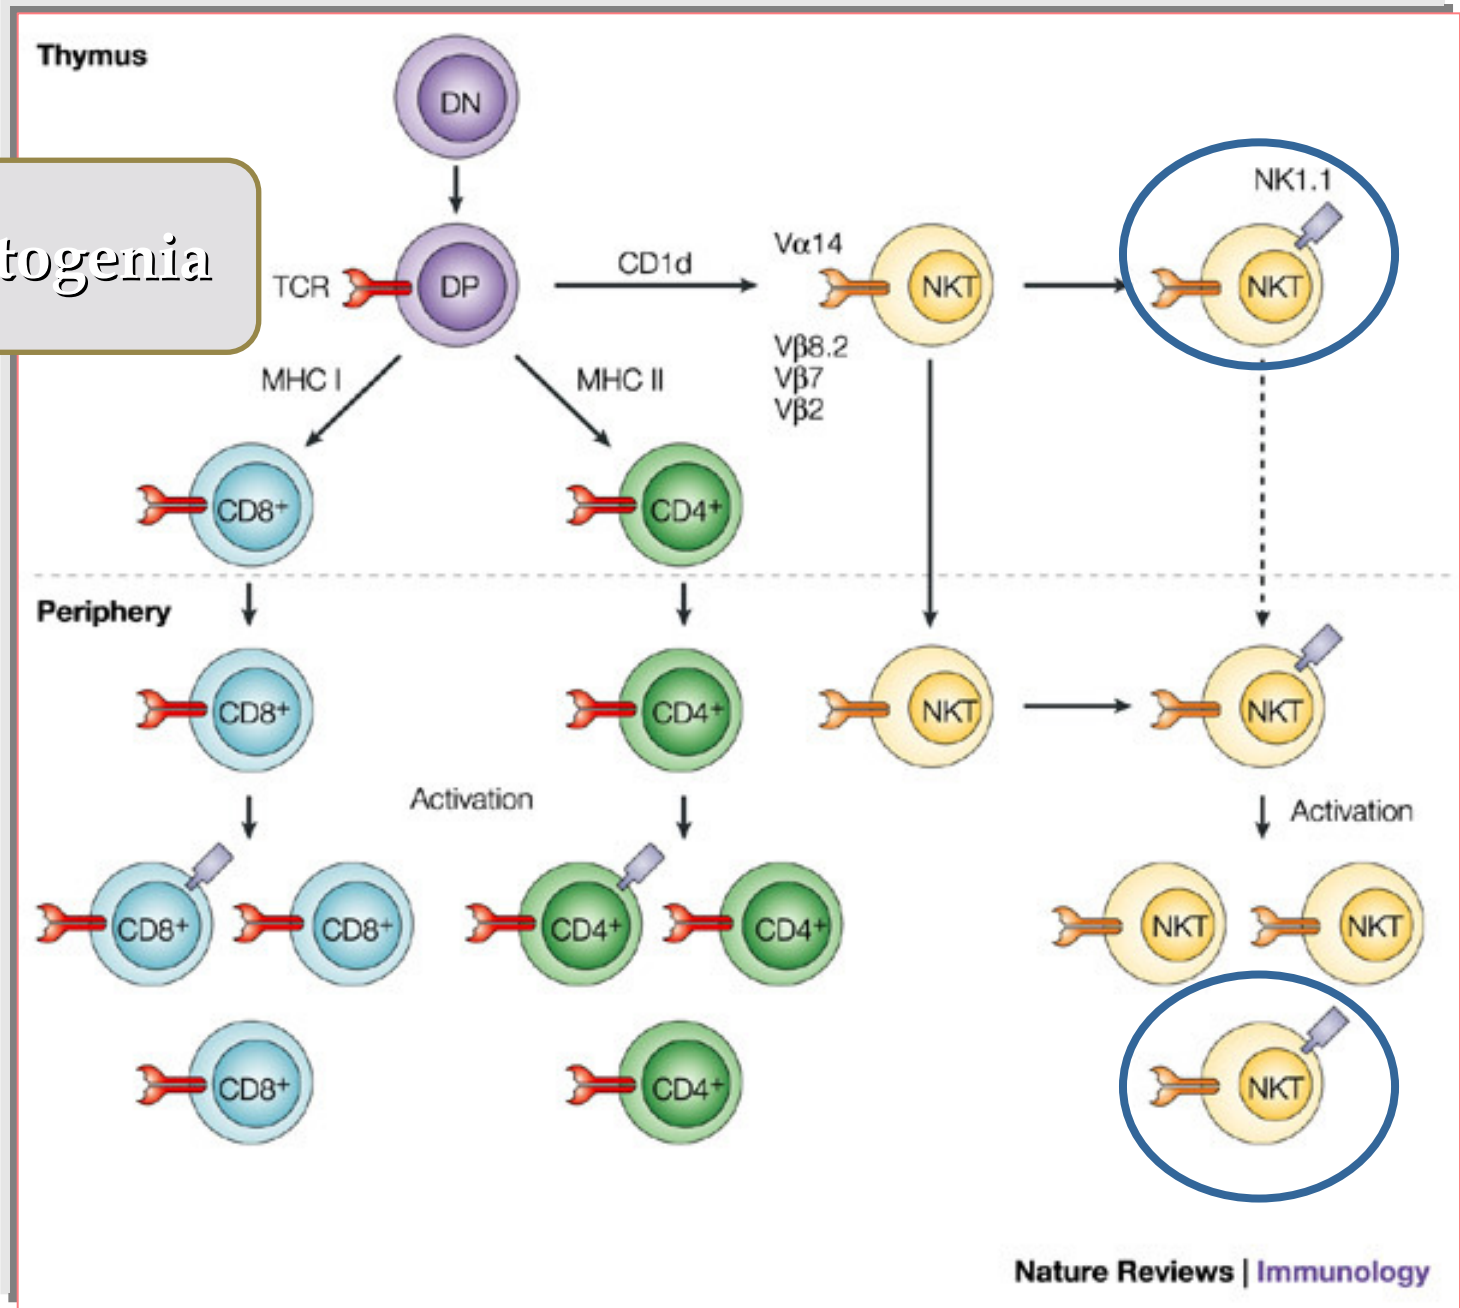 Thymus
DN
togenia
NK1.1
TCR
DP
CD1d
Vα14
NKT
NKT
Vβ8.2
Vβ7
Vβ2
MHC I
MHC II
CD8+
CD4+
Periphery
CD8+
CD4+
NKT
NKT
Activation
Activation
CD8+
CD8+
CD4+
CD4+
NKT
NKT
CD8+
CD4+
NKT
Nature Reviews | Immunology